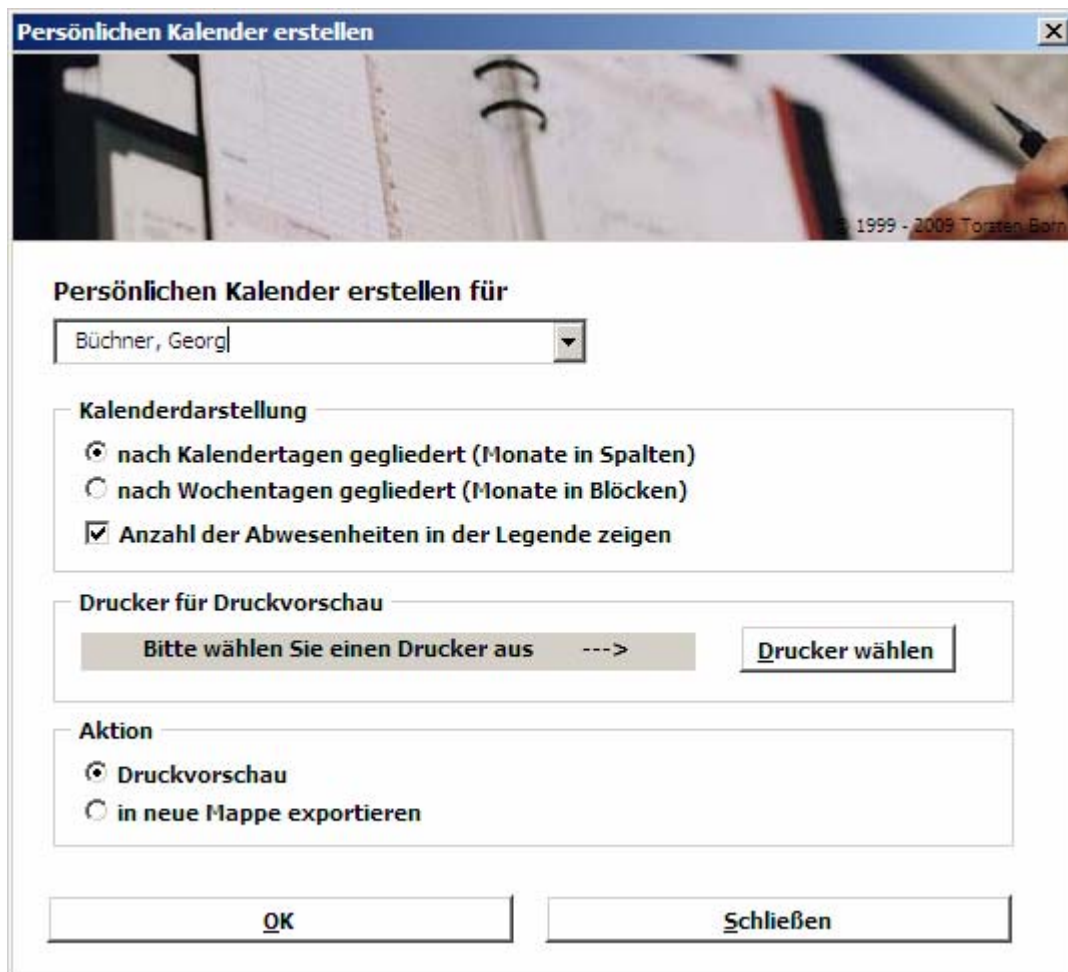 Persönlichen Kalender erstellen
© 1999 - 2009 Torsten Born
Persönlichen Kalender erstellen für
Büchner, Georg
Kalenderdarstellung
nach Kalendertagen gegliedert (Monate in Spalten)
nach Wochentagen gegliedert (Monate in Blöcken)
Anzahl der Abwesenheiten in der Legende zeigen
Drucker für Druckvorschau
Bitte wählen Sie einen Drucker aus --->
Drucker wählen
Aktion
Druckvorschau
in neue Mappe exportieren
OK
Schließen